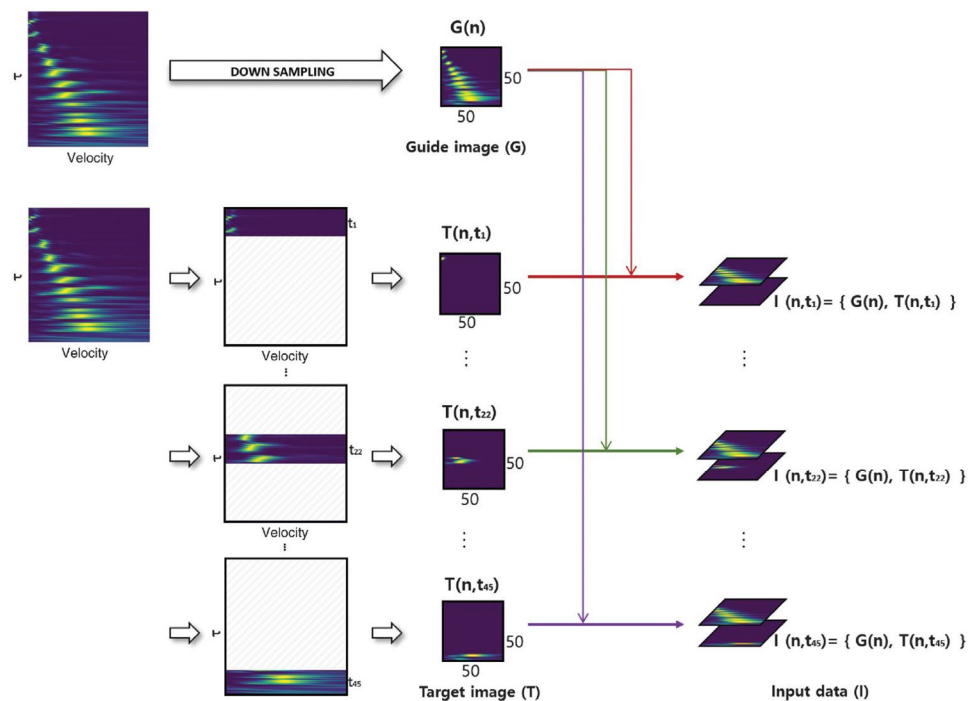 G(n)
τ
DOWN SAMPLING
50
50
Velocity
Guide image (G)
τ
t₁
T(n,t₁)
τ
50
50
I (n,t₁)= { G(n), T(n,t₁) }
Velocity
Velocity
⋮
⋮
⋮
T(n,t₂₂)
τ
t₂₂
50
50
I (n,t₂₂)= { G(n), T(n,t₂₂) }
Velocity
⋮
⋮
⋮
T(n,t₄₅)
τ
50
50
I (n,t₄₅)= { G(n), T(n,t₄₅) }
t₄₅
Target image (T)
Input data (I)